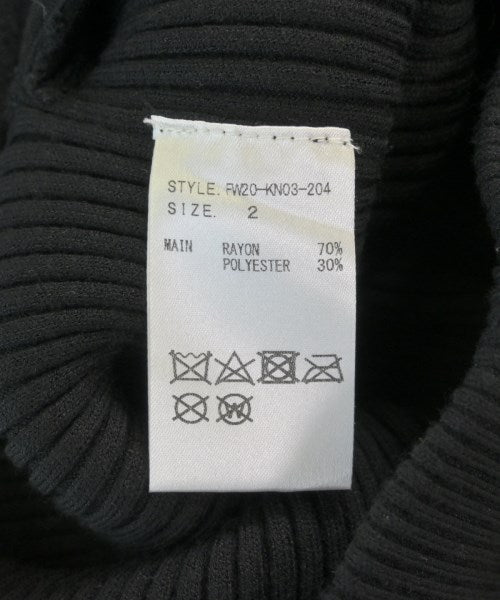 STYLE. FW20-KN03-204
SIZE. 2
MAIN RAYON 70%
POLYESTER 30%
W